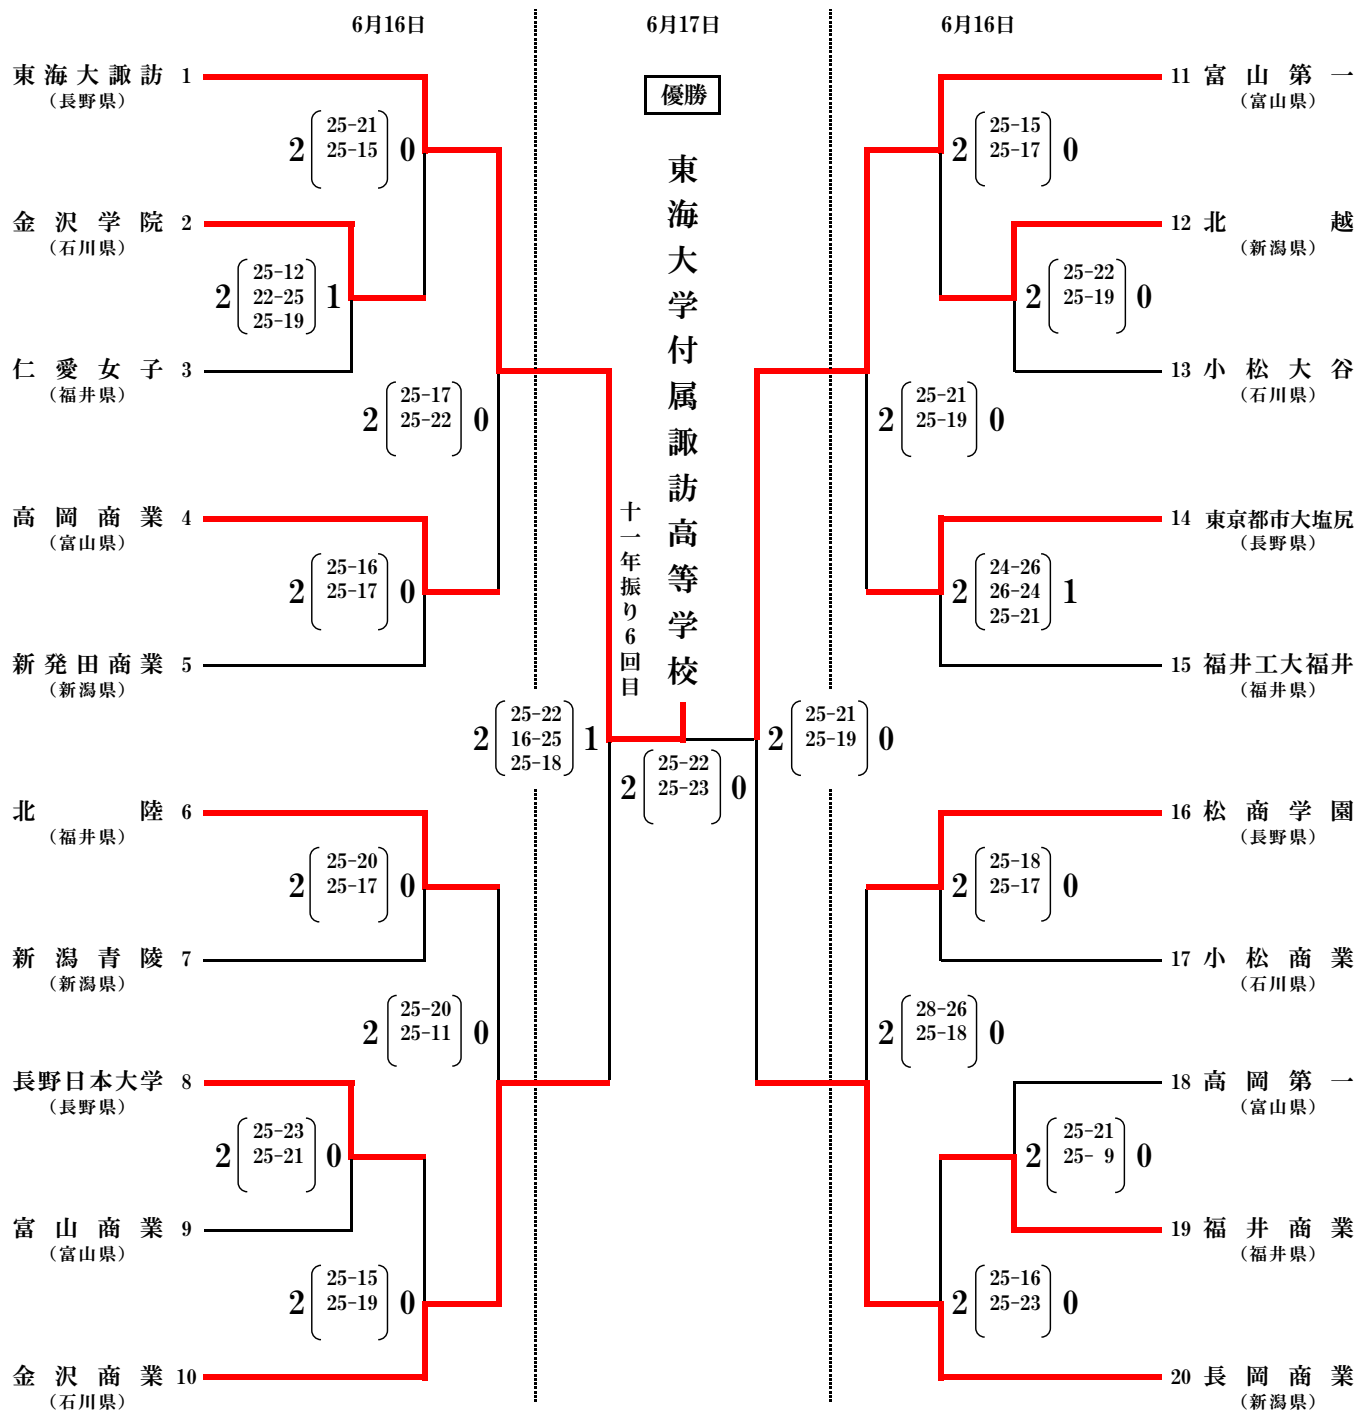 6月16日
6月17日
6月16日
優勝
東海大学付属諏訪高等学校
十一年振り6回目
東海大諏訪 1
（長野県）
2 25-21 0
25-15
金沢学院 2
（石川県）
2 25-12 1
22-25
25-19
仁愛女子 3
（福井県）
2 25-17 0
25-22
高岡商業 4
（富山県）
2 25-16 0
25-17
新発田商業 5
（新潟県）
2 25-22 1
16-25
25-18
北陸 6
（福井県）
2 25-20 0
25-17
新潟青陵 7
（新潟県）
2 25-20 0
25-11
長野日本大学 8
（長野県）
2 25-23 0
25-21
富山商業 9
（富山県）
2 25-15 0
25-19
金沢商業 10
（石川県）
2 25-22 0
25-23
11 富山第一
（富山県）
2 25-15 0
25-17
12 北越
（新潟県）
2 25-22 0
25-19
13 小松大谷
（石川県）
2 25-21 0
25-19
14 東京都市大塩尻
（長野県）
2 24-26 1
26-24
25-21
15 福井工大福井
（福井県）
2 25-21 0
25-19
16 松商学園
（長野県）
2 25-18 0
25-17
17 小松商業
（石川県）
2 28-26 0
25-18
18 高岡第一
（富山県）
2 25-21 0
25- 9
19 福井商業
（福井県）
2 25-16 0
25-23
20 長岡商業
（新潟県）